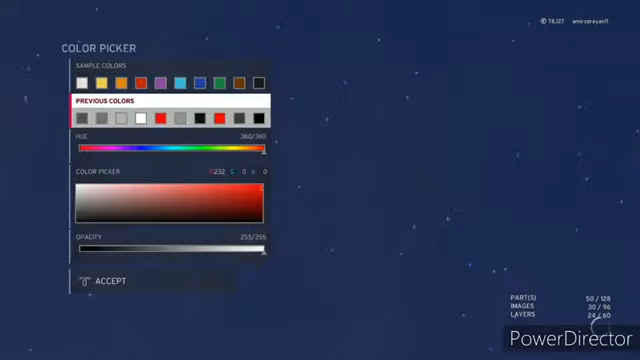 78,127 amirzareyan11
COLOR PICKER
SAMPLE COLORS
PREVIOUS COLORS
HUE 360/360
COLOR PICKER R 232 G 0 B 0
OPACITY 255/255
ACCEPT
PART(S) 50 / 128
IMAGES 30 / 96
LAYERS 24 / 60
PowerDirector